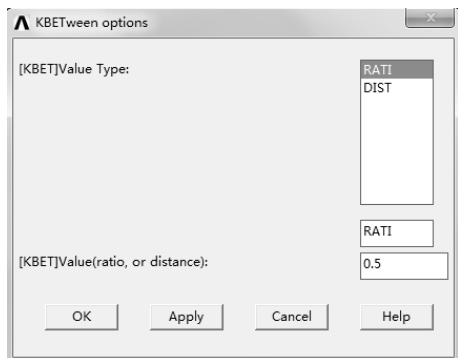 KBETween options
[KBET]Value Type:
RATI
DIST
RATI
[KBET]Value(ratio, or distance):
0.5
OK Apply Cancel Help